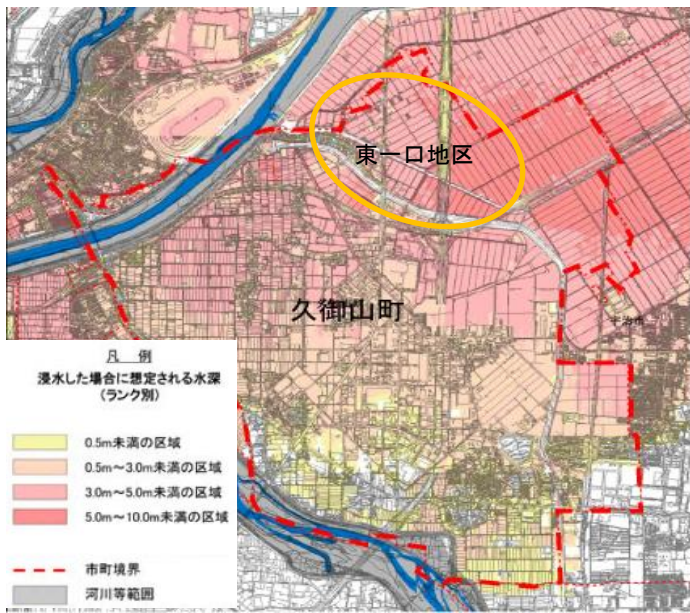 東一口地区
久御山町
宇治市
凡 例
浸水した場合に想定される水深
(ランク別)
0.5m未満の区域
0.5m～3.0m未満の区域
3.0m～5.0m未満の区域
5.0m～10.0m未満の区域
市町境界
河川等範囲